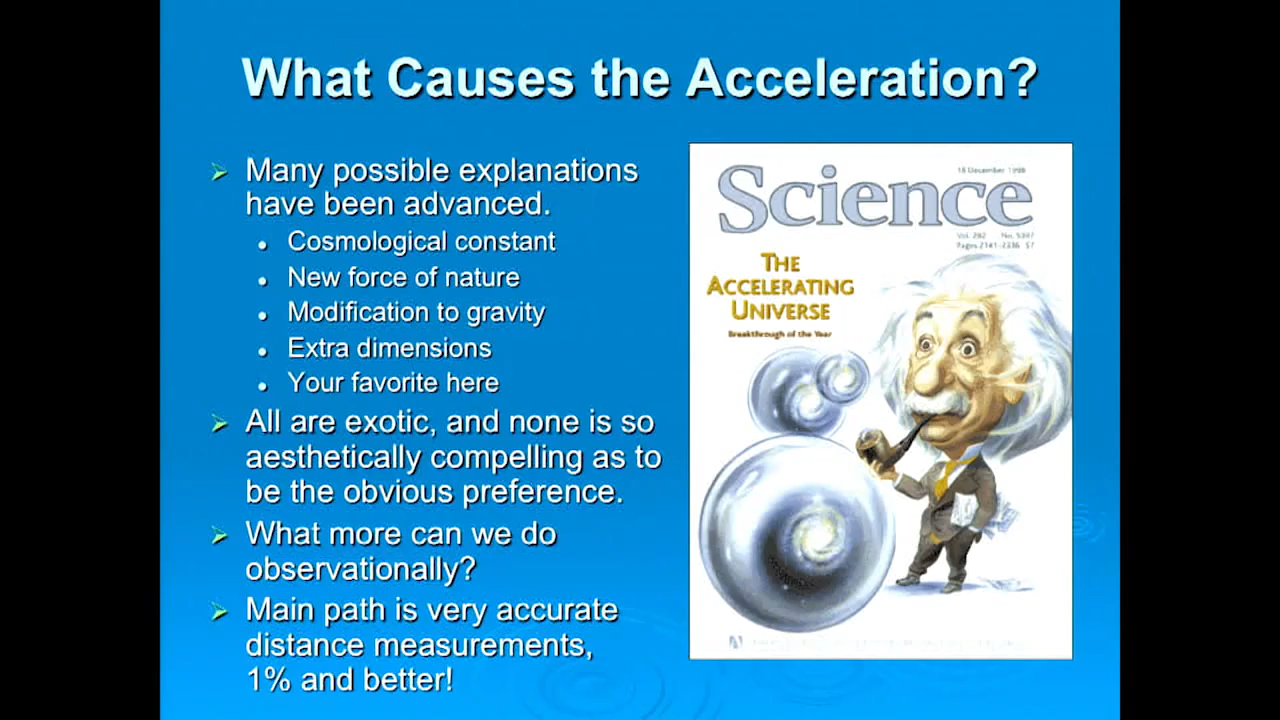 What Causes the Acceleration?
Many possible explanations
have been advanced.
Cosmological constant
New force of nature
Modification to gravity
Extra dimensions
Your favorite here
All are exotic, and none is so
aesthetically compelling as to
be the obvious preference.
What more can we do
observationally?
Main path is very accurate
distance measurements,
1% and better!
18 December 1998
Science
Vol. 282
Pages 2141–2336 $7
THE
ACCELERATING
UNIVERSE
Breakthrough of the Year